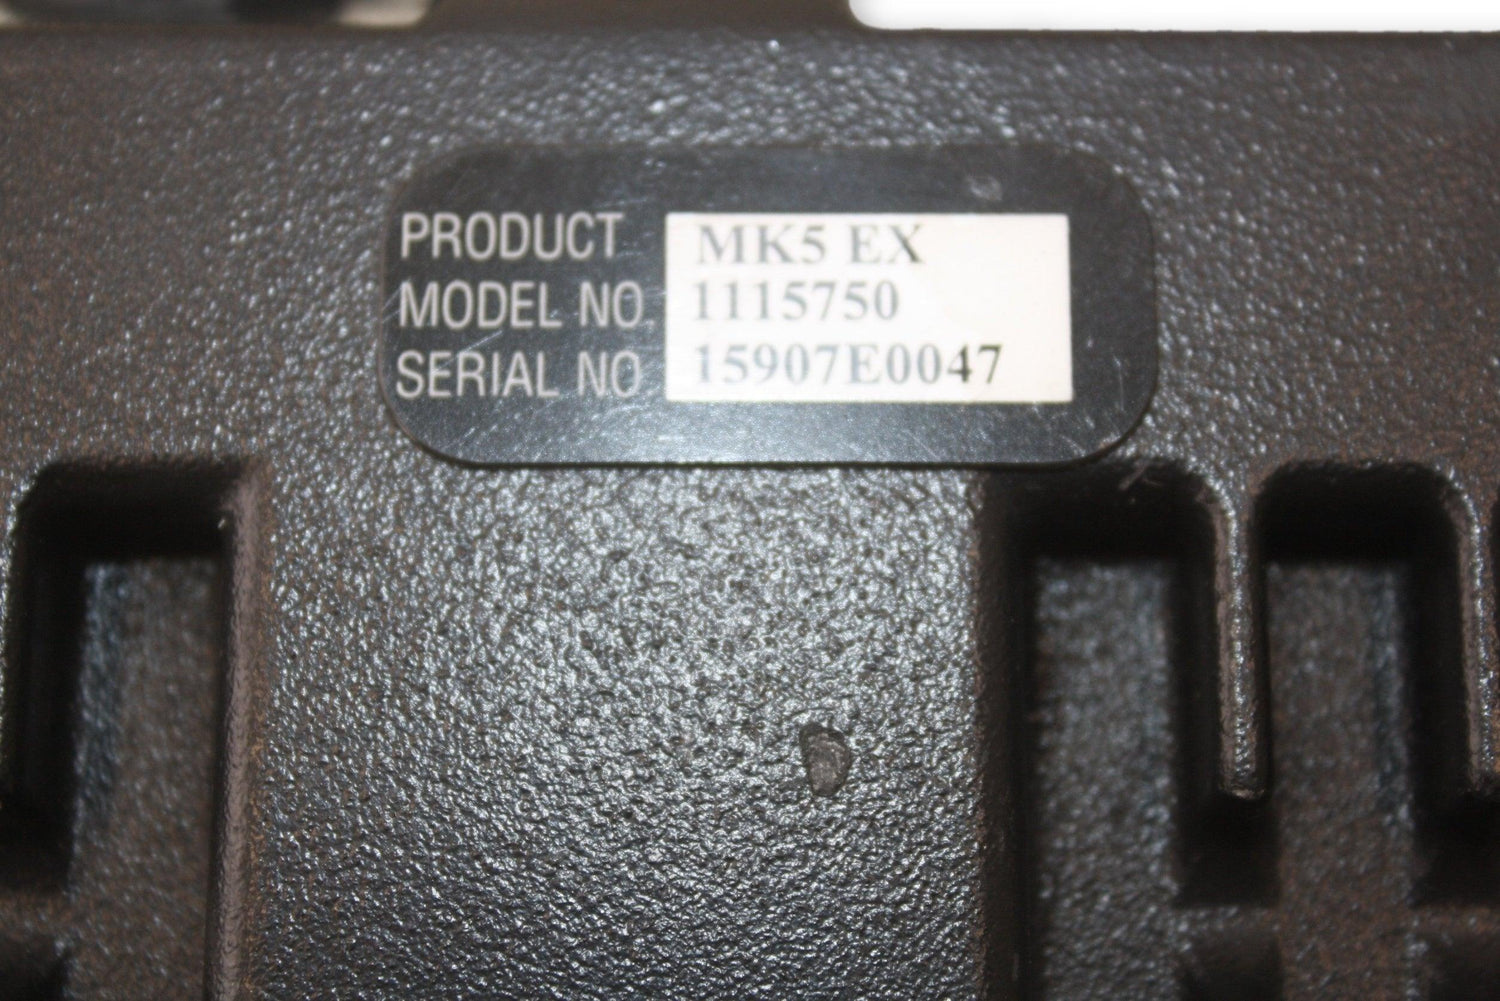 PRODUCT MK5 EX
MODEL NO 1115750
SERIAL NO 15907E0047